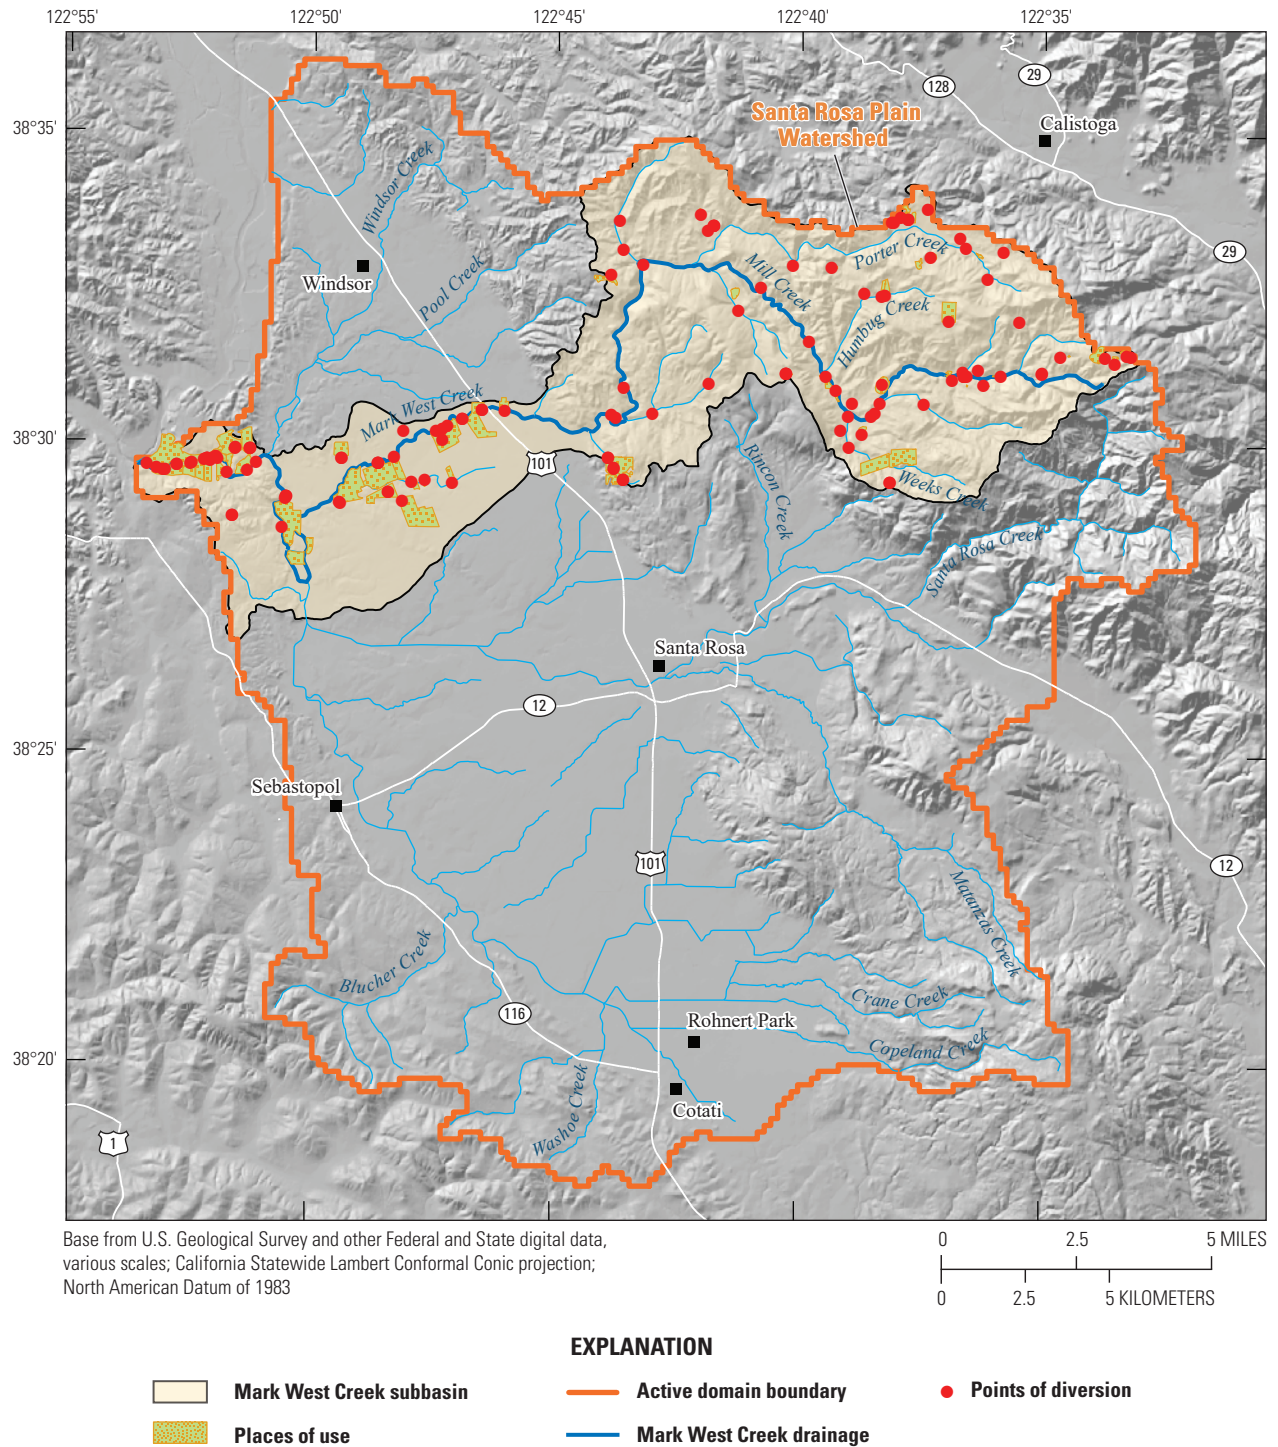 122°55'
122°50'
122°45'
122°40'
122°35'
29
128
Santa Rosa Plain
Watershed
Calistoga
38°35'
Windsor Creek
29
Porter Creek
Mill Creek
Windsor
Pool Creek
Humbug Creek
Mark West Creek
38°30'
101
Rincon Creek
Weeks Creek
Santa Rosa Creek
Santa Rosa
12
38°25'
Sebastopol
101
12
Matanzas Creek
Blucher Creek
Crane Creek
116
Rohnert Park
Copeland Creek
38°20'
Washoe Creek
Cotati
1
Base from U.S. Geological Survey and other Federal and State digital data,
various scales; California Statewide Lambert Conformal Conic projection;
North American Datum of 1983
0 2.5 5 MILES
0 2.5 5 KILOMETERS
EXPLANATION
Mark West Creek subbasin
Active domain boundary
Points of diversion
Places of use
Mark West Creek drainage